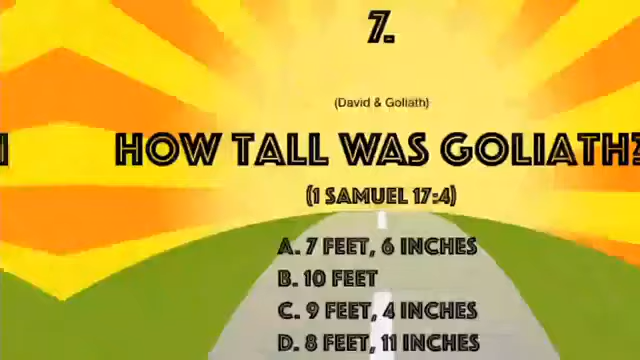 7.
(David & Goliath)
HOW TALL WAS GOLIATH?
(1 SAMUEL 17:4)
A. 7 FEET, 6 INCHES
B. 10 FEET
C. 9 FEET, 4 INCHES
D. 8 FEET, 11 INCHES